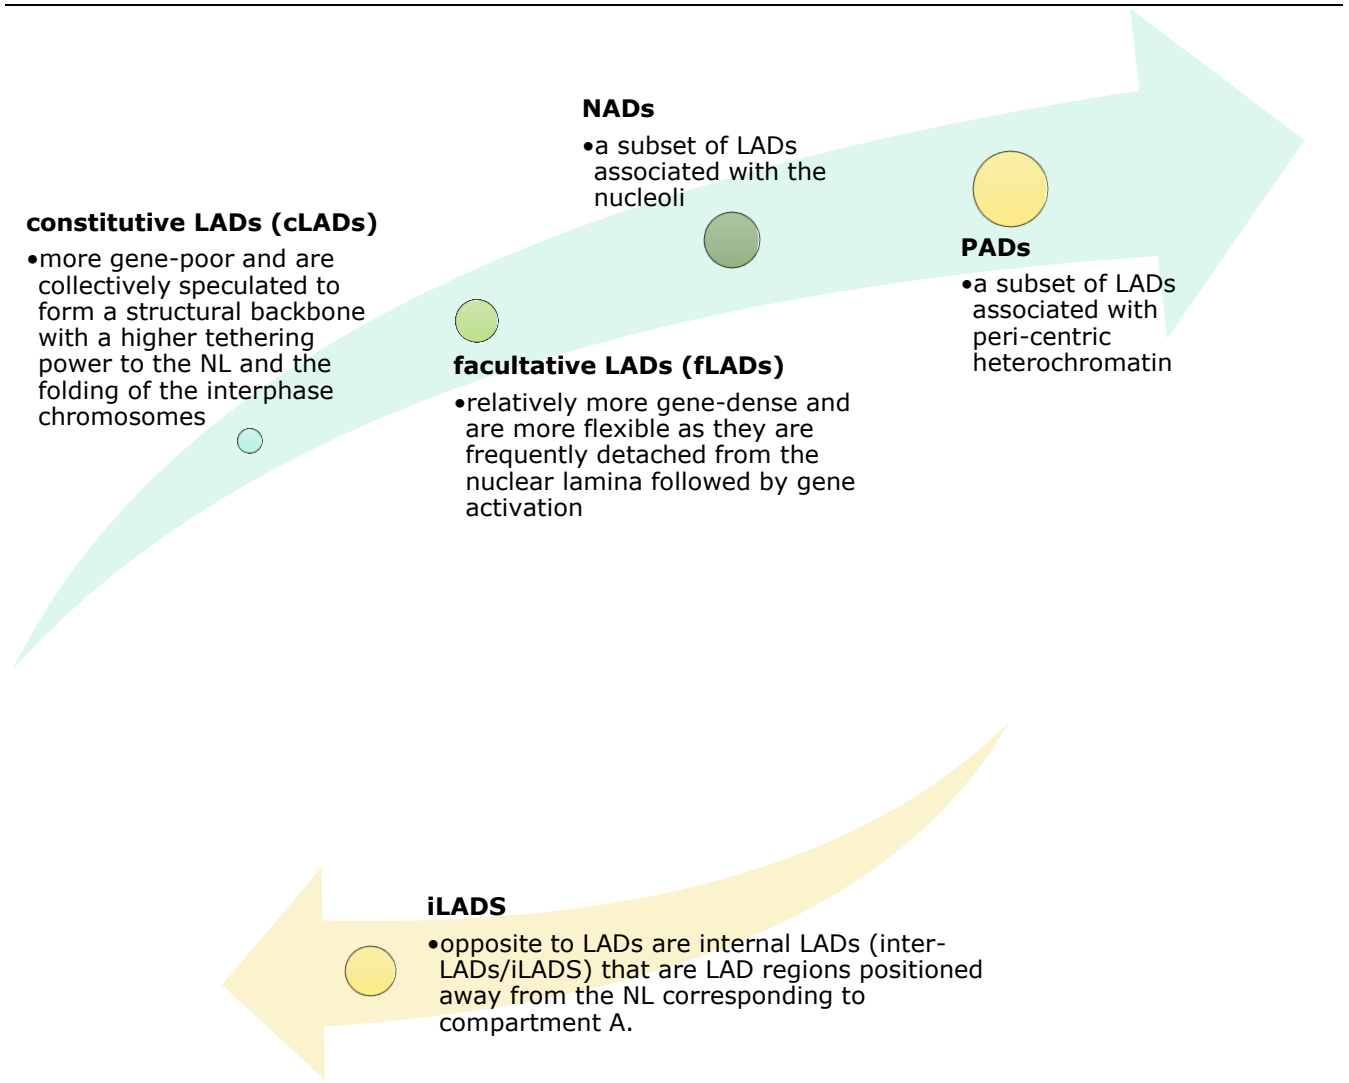 constitutive LADs (cLADs)
•more gene-poor and are
collectively speculated to
form a structural backbone
with a higher tethering
power to the NL and the
folding of the interphase
chromosomes
facultative LADs (fLADs)
•relatively more gene-dense and
are more flexible as they are
frequently detached from the
nuclear lamina followed by gene
activation
NADs
•a subset of LADs
associated with the
nucleoli
PADs
•a subset of LADs
associated with
peri-centric
heterochromatin
iLADS
•opposite to LADs are internal LADs (inter-
LADs/iLADS) that are LAD regions positioned
away from the NL corresponding to
compartment A.